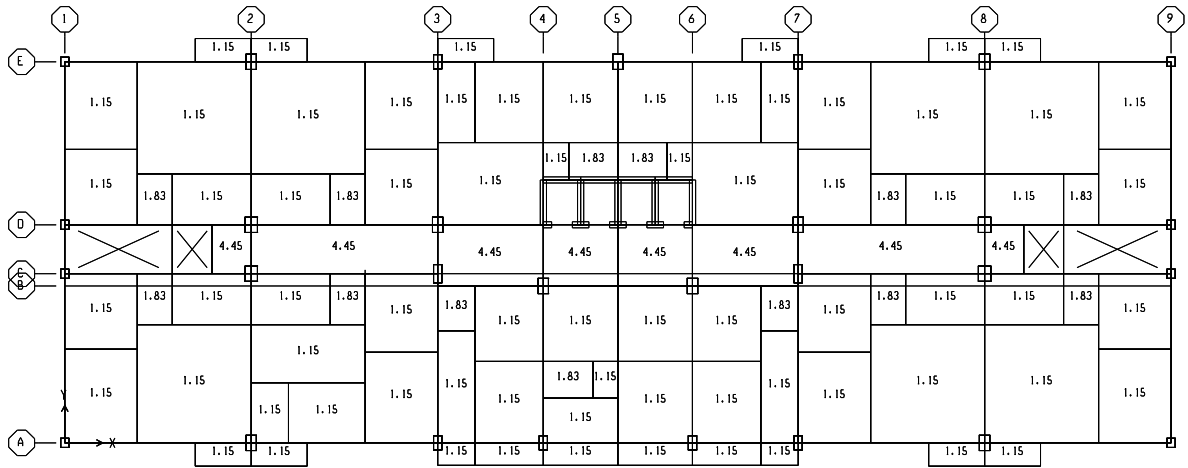 1 2 3 4 5 6 7 8 9
1.15 1.15 1.15 1.15 1.15 1.15
E
1.15 1.15 1.15 1.15 1.15 1.15 1.15 1.15 1.15 1.15
1.15 1.15 1.15 1.15
1.15 1.83 1.83 1.15
1.15 1.15 1.15 1.15 1.15 1.15
1.83 1.15 1.15 1.83 1.83 1.15 1.15 1.83
D
4.45 4.45 4.45 4.45
4.45 4.45 4.45 4.45
C
B
1.83 1.15 1.15 1.83 1.83 1.15 1.15 1.83
1.15 1.15 1.83 1.83 1.15 1.15
1.15 1.15 1.15 1.15
1.15
1.15 1.83 1.15 1.15 1.15
1.15 1.15 1.15 1.15 1.15 1.15
1.15 1.15 1.15 1.15
Y
1.15 1.15 1.15
A X
1.15 1.15 1.15 1.15 1.15 1.15 1.15 1.15 1.15 1.15